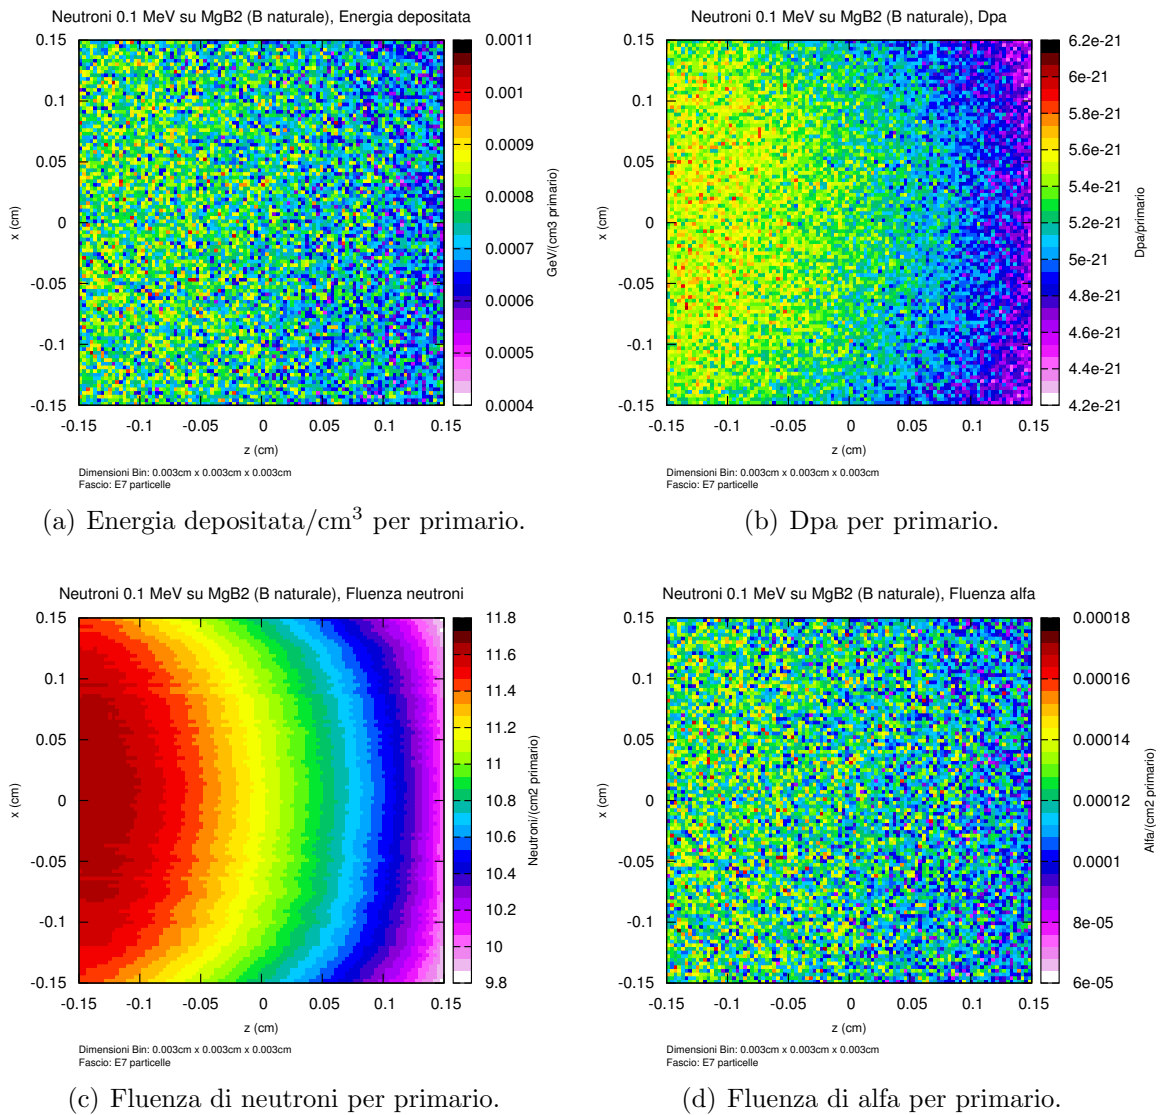 Neutroni 0.1 MeV su MgB2 (B naturale), Energia depositata
0.15
0.1
0.05
0
-0.05
-0.1
-0.15
x (cm)
-0.15 -0.1 -0.05 0 0.05 0.1 0.15
z (cm)
0.0011
0.001
0.0009
0.0008
0.0007
0.0006
0.0005
0.0004
GeV/(cm3 primario)
Dimensioni Bin: 0.003cm x 0.003cm x 0.003cm
Fascio: E7 particelle
(a) Energia depositata/cm³ per primario.
Neutroni 0.1 MeV su MgB2 (B naturale), Dpa
0.15
0.1
0.05
0
-0.05
-0.1
-0.15
x (cm)
-0.15 -0.1 -0.05 0 0.05 0.1 0.15
z (cm)
6.2e-21
6e-21
5.8e-21
5.6e-21
5.4e-21
5.2e-21
5e-21
4.8e-21
4.6e-21
4.4e-21
4.2e-21
Dpa/primario
Dimensioni Bin: 0.003cm x 0.003cm x 0.003cm
Fascio: E7 particelle
(b) Dpa per primario.
Neutroni 0.1 MeV su MgB2 (B naturale), Fluenza neutroni
0.15
0.1
0.05
0
-0.05
-0.1
-0.15
x (cm)
-0.15 -0.1 -0.05 0 0.05 0.1 0.15
z (cm)
11.8
11.6
11.4
11.2
11
10.8
10.6
10.4
10.2
10
9.8
Neutroni/(cm2 primario)
Dimensioni Bin: 0.003cm x 0.003cm x 0.003cm
Fascio: E7 particelle
(c) Fluenza di neutroni per primario.
Neutroni 0.1 MeV su MgB2 (B naturale), Fluenza alfa
0.15
0.1
0.05
0
-0.05
-0.1
-0.15
x (cm)
-0.15 -0.1 -0.05 0 0.05 0.1 0.15
z (cm)
0.00018
0.00016
0.00014
0.00012
0.0001
8e-05
6e-05
Alfa/(cm2 primario)
Dimensioni Bin: 0.003cm x 0.003cm x 0.003cm
Fascio: E7 particelle
(d) Fluenza di alfa per primario.